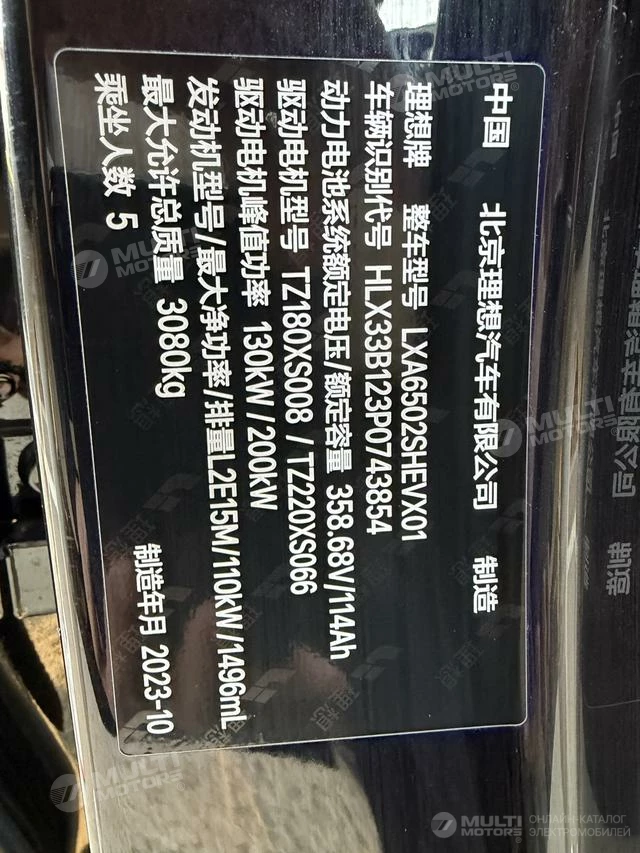 中国 北京理想汽车有限公司 制造
理想牌 整车型号 LXA6502SHEVX01
车辆识别代号 HLX33B123P0743854
动力电池系统额定电压/额定容量 358.68V/114Ah
驱动电机型号 TZ180XS008 / TZ220XS066
驱动电机峰值功率 130kW/200kW
发动机型号/最大净功率/排量L2E15M/110kW/1496mL
最大允许总质量 3080kg 制造年月 2023-10
乘坐人数 5
MULTI MOTORS
ОНЛАЙН-КАТАЛОГ
ЭЛЕКТРОМОБИЛЕЙ